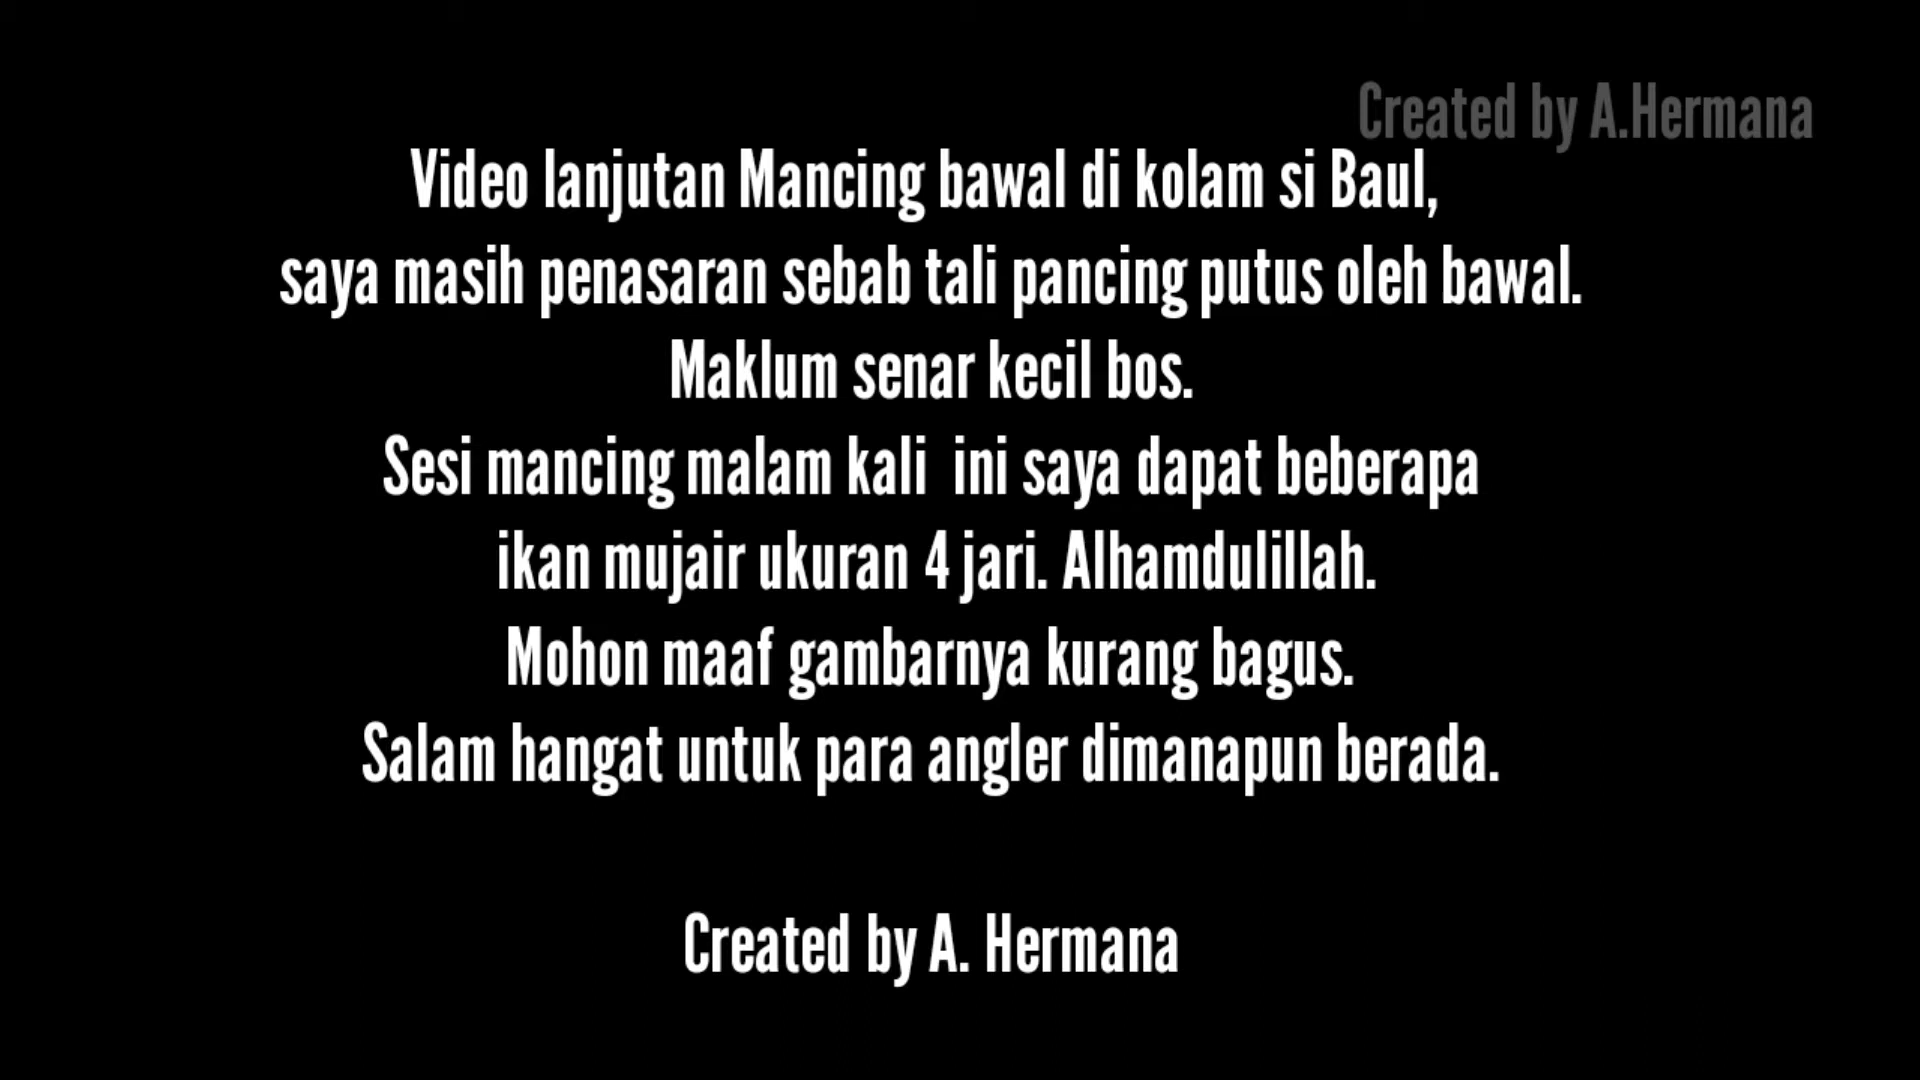 Created by A.Hermana
Video lanjutan Mancing bawal di kolam si Baul,
saya masih penasaran sebab tali pancing putus oleh bawal.
Maklum senar kecil bos.
Sesi mancing malam kali  ini saya dapat beberapa
ikan mujair ukuran 4 jari. Alhamdulillah.
Mohon maaf gambarnya kurang bagus.
Salam hangat untuk para angler dimanapun berada.
Created by A. Hermana